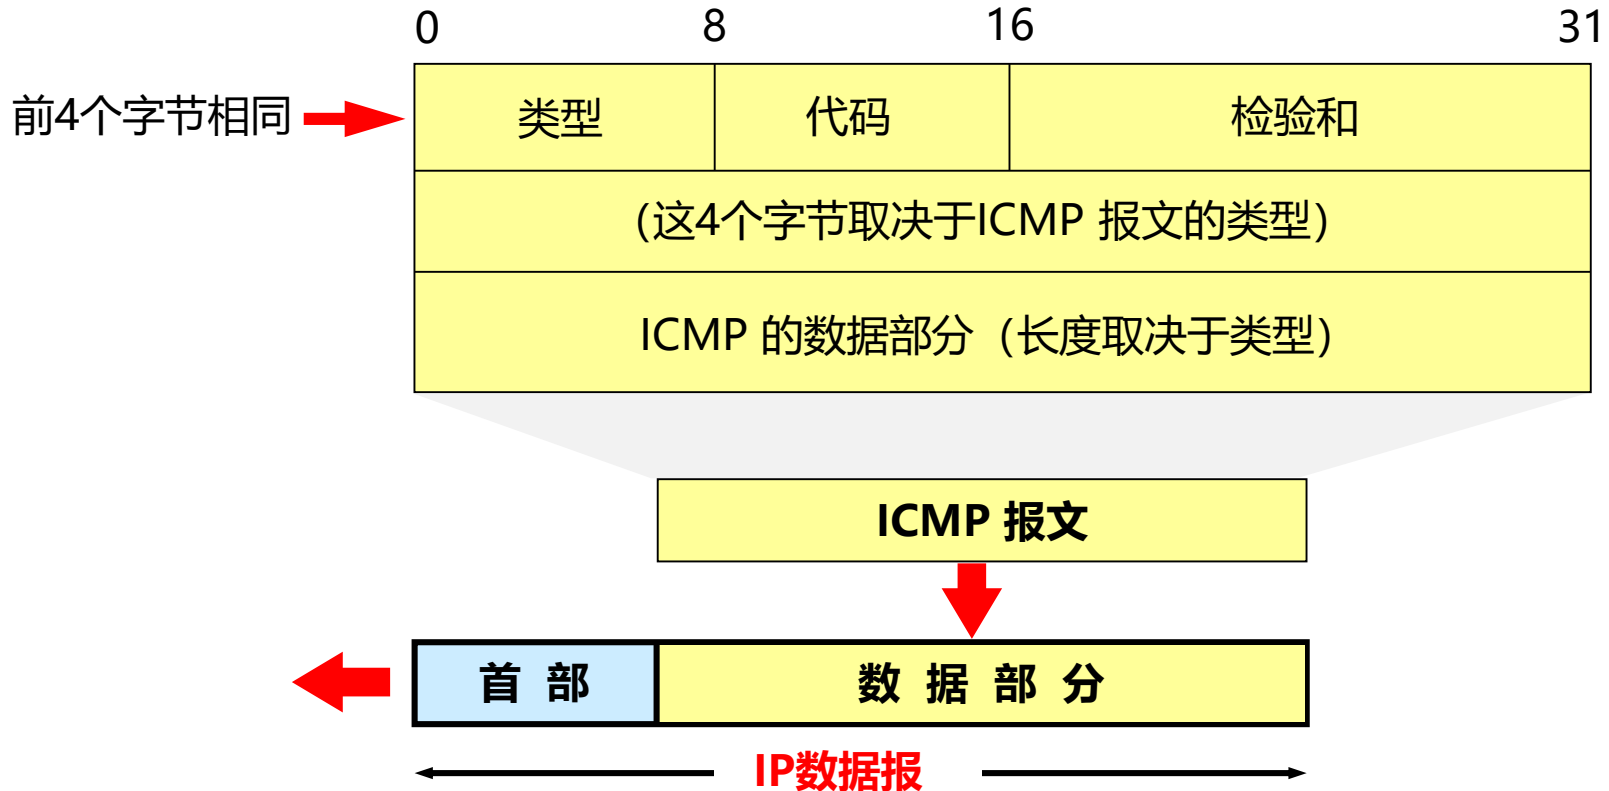 0 8 16 31
前4个字节相同 类型 代码 检验和
（这4个字节取决于ICMP 报文的类型）
ICMP 的数据部分（长度取决于类型）
ICMP 报文
首 部 数 据 部 分
IP数据报